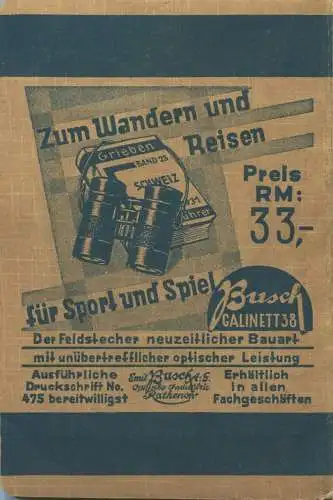 Zum Wandern und
Reisen
Grieben
BAND 25
SCHWEIZ
Preis
RM:
33,-
für Sport und Spiel
Busch
GALINETT 38
Der Feldstecher neuzeitlicher Bauart
mit unübertrefflicher optischer Leistung
Ausführliche
Druckschrift No.
475 bereitwilligst
Emil Busch A.-G.
Optische Industrie
Rathenow
Erhältlich
in allen
Fachgeschäften